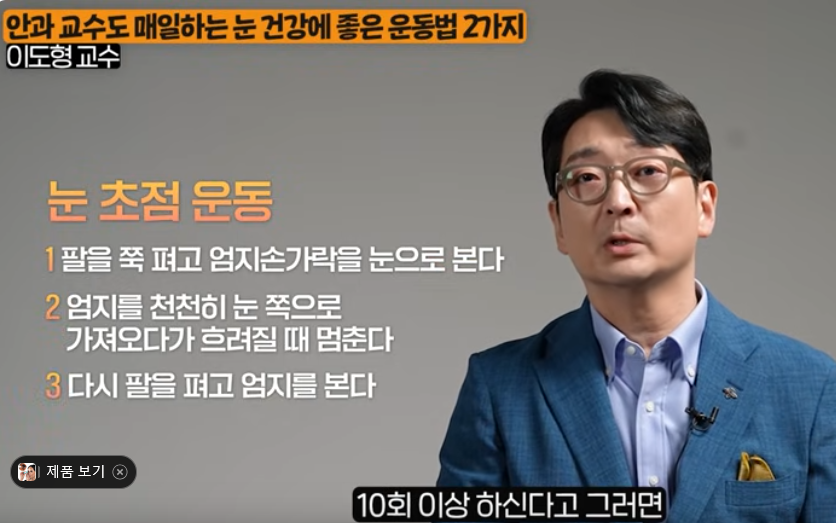 안과 교수도 매일하는 눈 건강에 좋은 운동법 2가지
이도형 교수
눈 초점 운동
1 팔을 쭉 펴고 엄지손가락을 눈으로 본다
2 엄지를 천천히 눈 쪽으로
가져오다가 흐려질 때 멈춘다
3 다시 팔을 펴고 엄지를 본다
제품 보기
10회 이상 하신다고 그러면